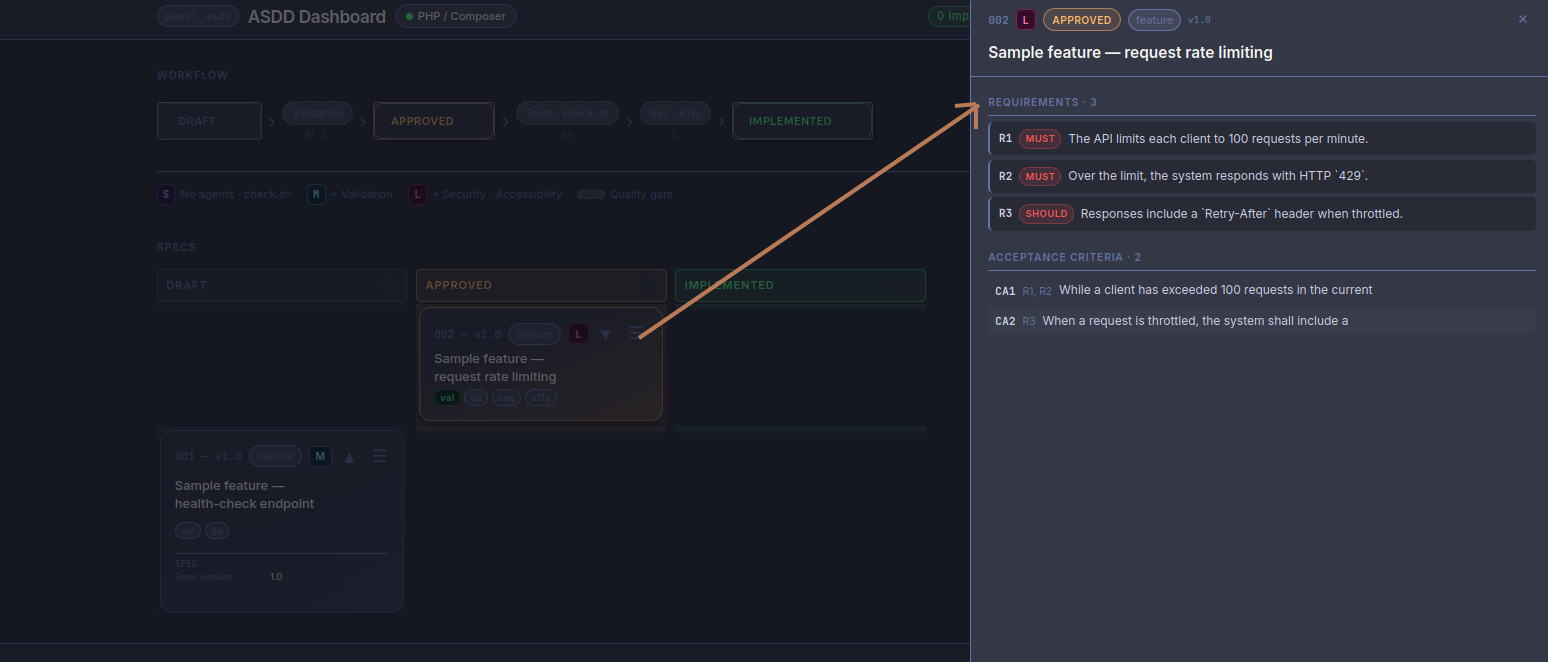 panel_asdd ASDD Dashboard PHP / Composer 0 Imp
WORKFLOW
DRAFT › Validation › APPROVED › Tests · check.sh › Sec · A11y › IMPLEMENTED
M L all L
S No agents · check.sh M + Validation L + Security · Accessibility Quality gate
SPECS
DRAFT APPROVED IMPLEMENTED
002 — v1.0 feature L ▼ ☰
Sample feature —
request rate limiting
val qa seg a11y
001 — v1.0 feature M ▲ ☰
Sample feature —
health-check endpoint
val qa
SPEC
Spec version 1.0
002 L APPROVED feature v1.0 ×
Sample feature — request rate limiting
REQUIREMENTS · 3
R1 MUST The API limits each client to 100 requests per minute.
R2 MUST Over the limit, the system responds with HTTP `429`.
R3 SHOULD Responses include a `Retry-After` header when throttled.
ACCEPTANCE CRITERIA · 2
CA1 R1, R2 While a client has exceeded 100 requests in the current
CA2 R3 When a request is throttled, the system shall include a